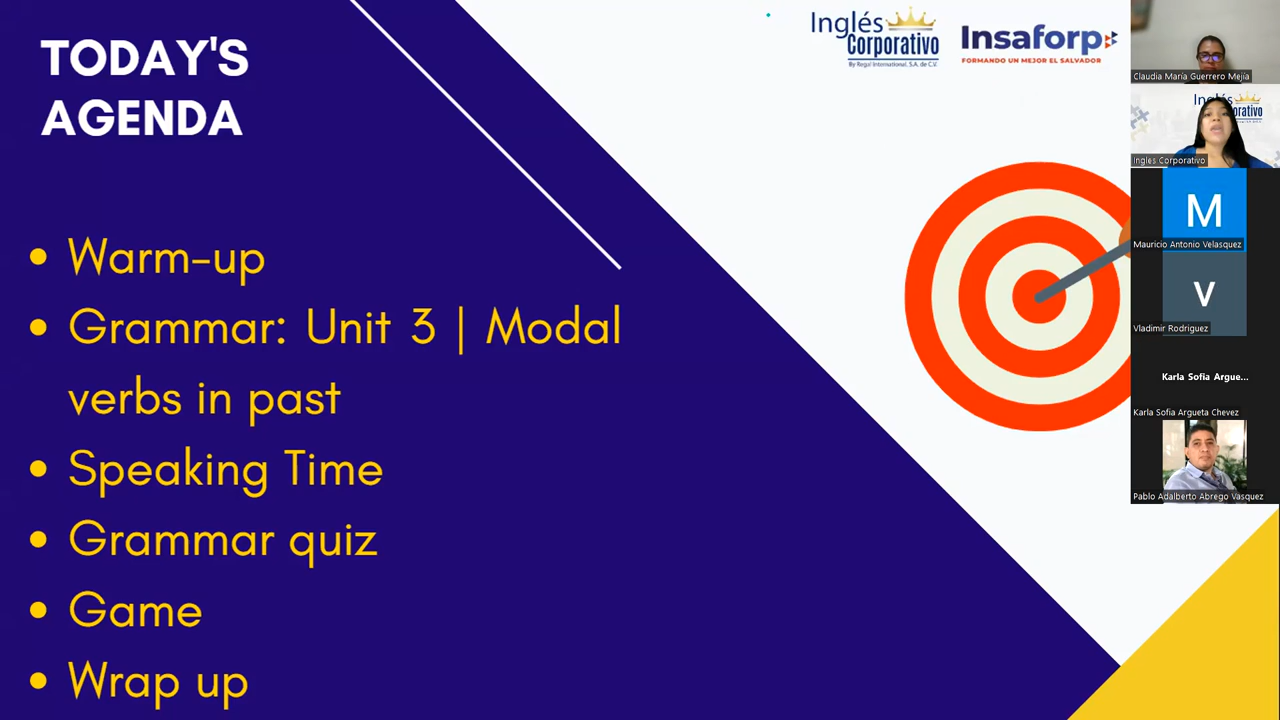 TODAY'S
AGENDA
Inglés
Corporativo
By Regal International, S.A. de C.V.
Insaforp
FORMANDO UN MEJOR EL SALVADOR
• Warm-up
• Grammar: Unit 3 | Modal
verbs in past
• Speaking Time
• Grammar quiz
• Game
• Wrap up
Claudia María Guerrero Mejía
Ingles Corporativo
M
Mauricio Antonio Velasquez
V
Vladimir Rodriguez
Karla Sofia Argue...
Karla Sofia Argueta Chevez
Pablo Adalberto Abrego Vasquez